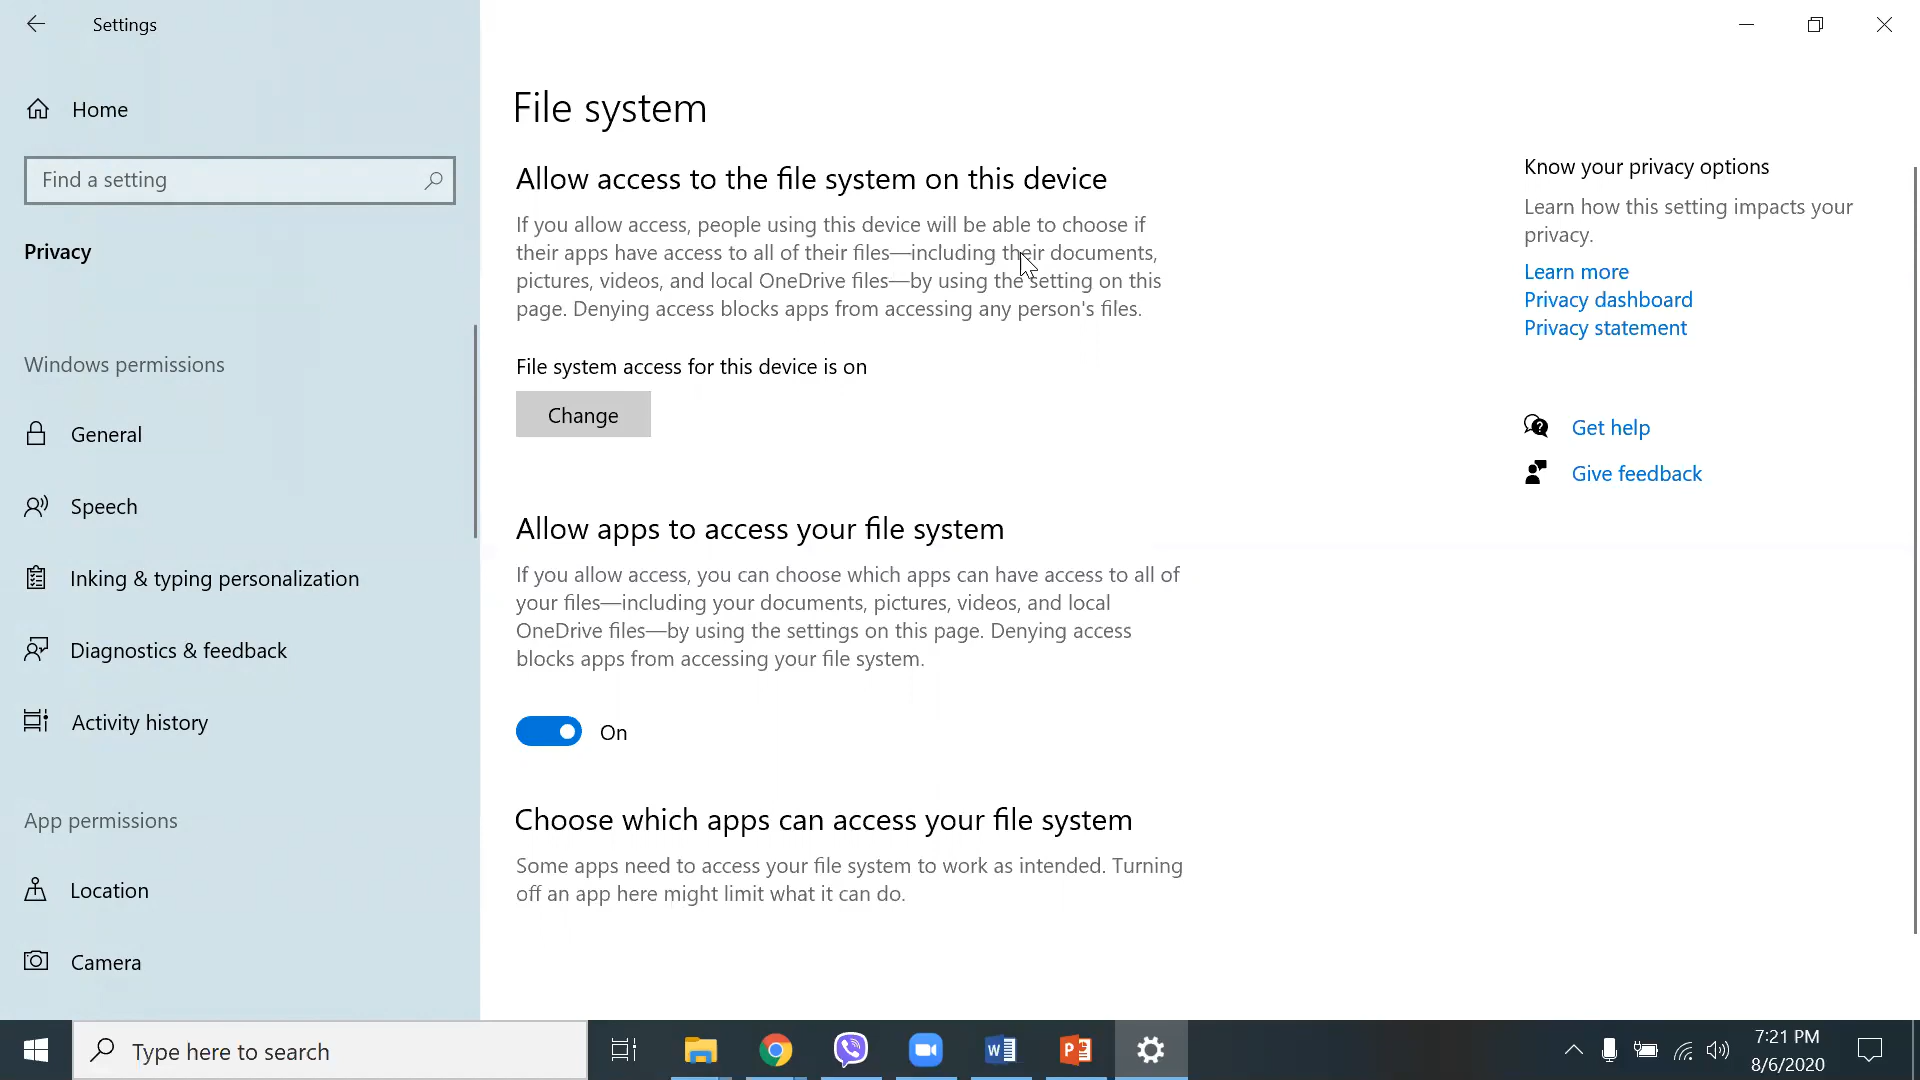 Settings
Home
Find a setting
Privacy
Windows permissions
General
Speech
Inking & typing personalization
Diagnostics & feedback
Activity history
App permissions
Location
Camera
File system
Allow access to the file system on this device
If you allow access, people using this device will be able to choose if
their apps have access to all of their files—including their documents,
pictures, videos, and local OneDrive files—by using the setting on this
page. Denying access blocks apps from accessing any person's files.
File system access for this device is on
Change
Allow apps to access your file system
If you allow access, you can choose which apps can have access to all of
your files—including your documents, pictures, videos, and local
OneDrive files—by using the settings on this page. Denying access
blocks apps from accessing your file system.
On
Choose which apps can access your file system
Some apps need to access your file system to work as intended. Turning
off an app here might limit what it can do.
Know your privacy options
Learn how this setting impacts your
privacy.
Learn more
Privacy dashboard
Privacy statement
Get help
Give feedback
Type here to search
7:21 PM
8/6/2020